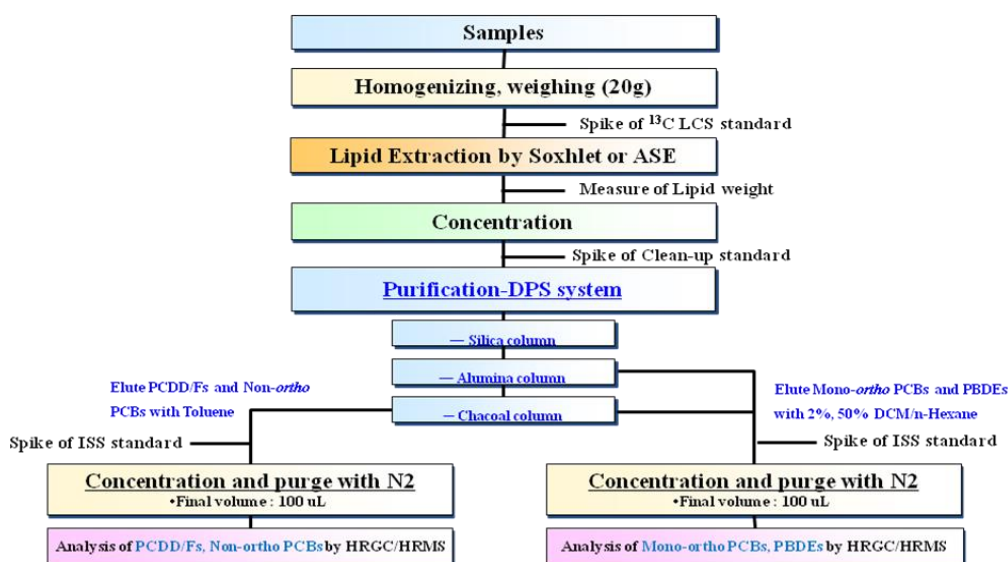 Samples
Homogenizing, weighing (20g)
Spike of ¹³C LCS standard
Lipid Extraction by Soxhlet or ASE
Measure of Lipid weight
Concentration
Spike of Clean-up standard
Purification-DPS system
— Silica column
— Alumina column
— Chacoal column
Elute PCDD/Fs and Non-ortho
PCBs with Toluene
Spike of ISS standard
Elute Mono-ortho PCBs and PBDEs
with 2%, 50% DCM/n-Hexane
Spike of ISS standard
Concentration and purge with N2
•Final volume : 100 uL
Concentration and purge with N2
•Final volume : 100 uL
Analysis of PCDD/Fs, Non-ortho PCBs by HRGC/HRMS
Analysis of Mono-ortho PCBs, PBDEs by HRGC/HRMS